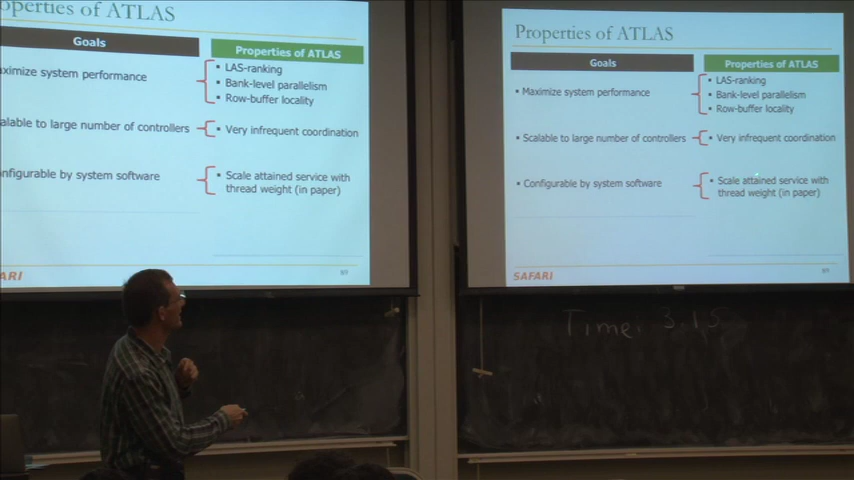 operties of ATLAS
Goals
Properties of ATLAS
aximize system performance
• LAS-ranking
• Bank-level parallelism
• Row-buffer locality
alable to large number of controllers
• Very infrequent coordination
nfigurable by system software
• Scale attained service with
thread weight (in paper)
ARI
Properties of ATLAS
Goals
Properties of ATLAS
• Maximize system performance
• LAS-ranking
• Bank-level parallelism
• Row-buffer locality
• Scalable to large number of controllers
• Very infrequent coordination
• Configurable by system software
• Scale attained service with
thread weight (in paper)
SAFARI
Time: 3.15